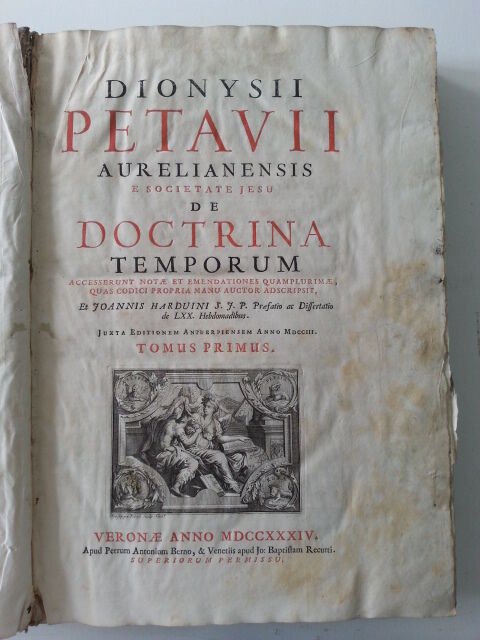 DIONYSII
PETAVII
AURELIANENSIS
E SOCIETATE JESU
DE
DOCTRINA
TEMPORUM
ACCESSERUNT NOTÆ ET EMENDATIONES QUAMPLURIMÆ,
QUAS CODICI PROPRIA MANU AUCTOR ADSCRIPSIT,
Et JOANNIS HARDUINI S. J. P. Præfatio ac Dissertatio
de LXX. Hebdomadibus.
JUXTA EDITIONEM ANTUERPIENSEM ANNO MDCCIII.
TOMUS PRIMUS.
VERONÆ ANNO MDCCXXXIV.
Apud Petrum Antonium Berno, & Venetiis apud Jo: Baptistam Recurti.
SUPERIORUM PERMISSU.